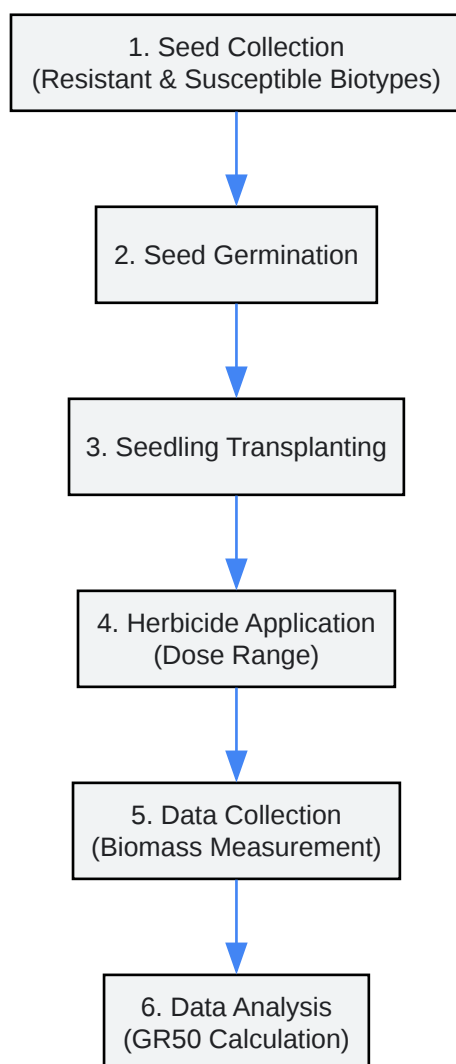 1. Seed Collection
(Resistant & Susceptible Biotypes)
2. Seed Germination
3. Seedling Transplanting
4. Herbicide Application
(Dose Range)
5. Data Collection
(Biomass Measurement)
6. Data Analysis
(GR50 Calculation)